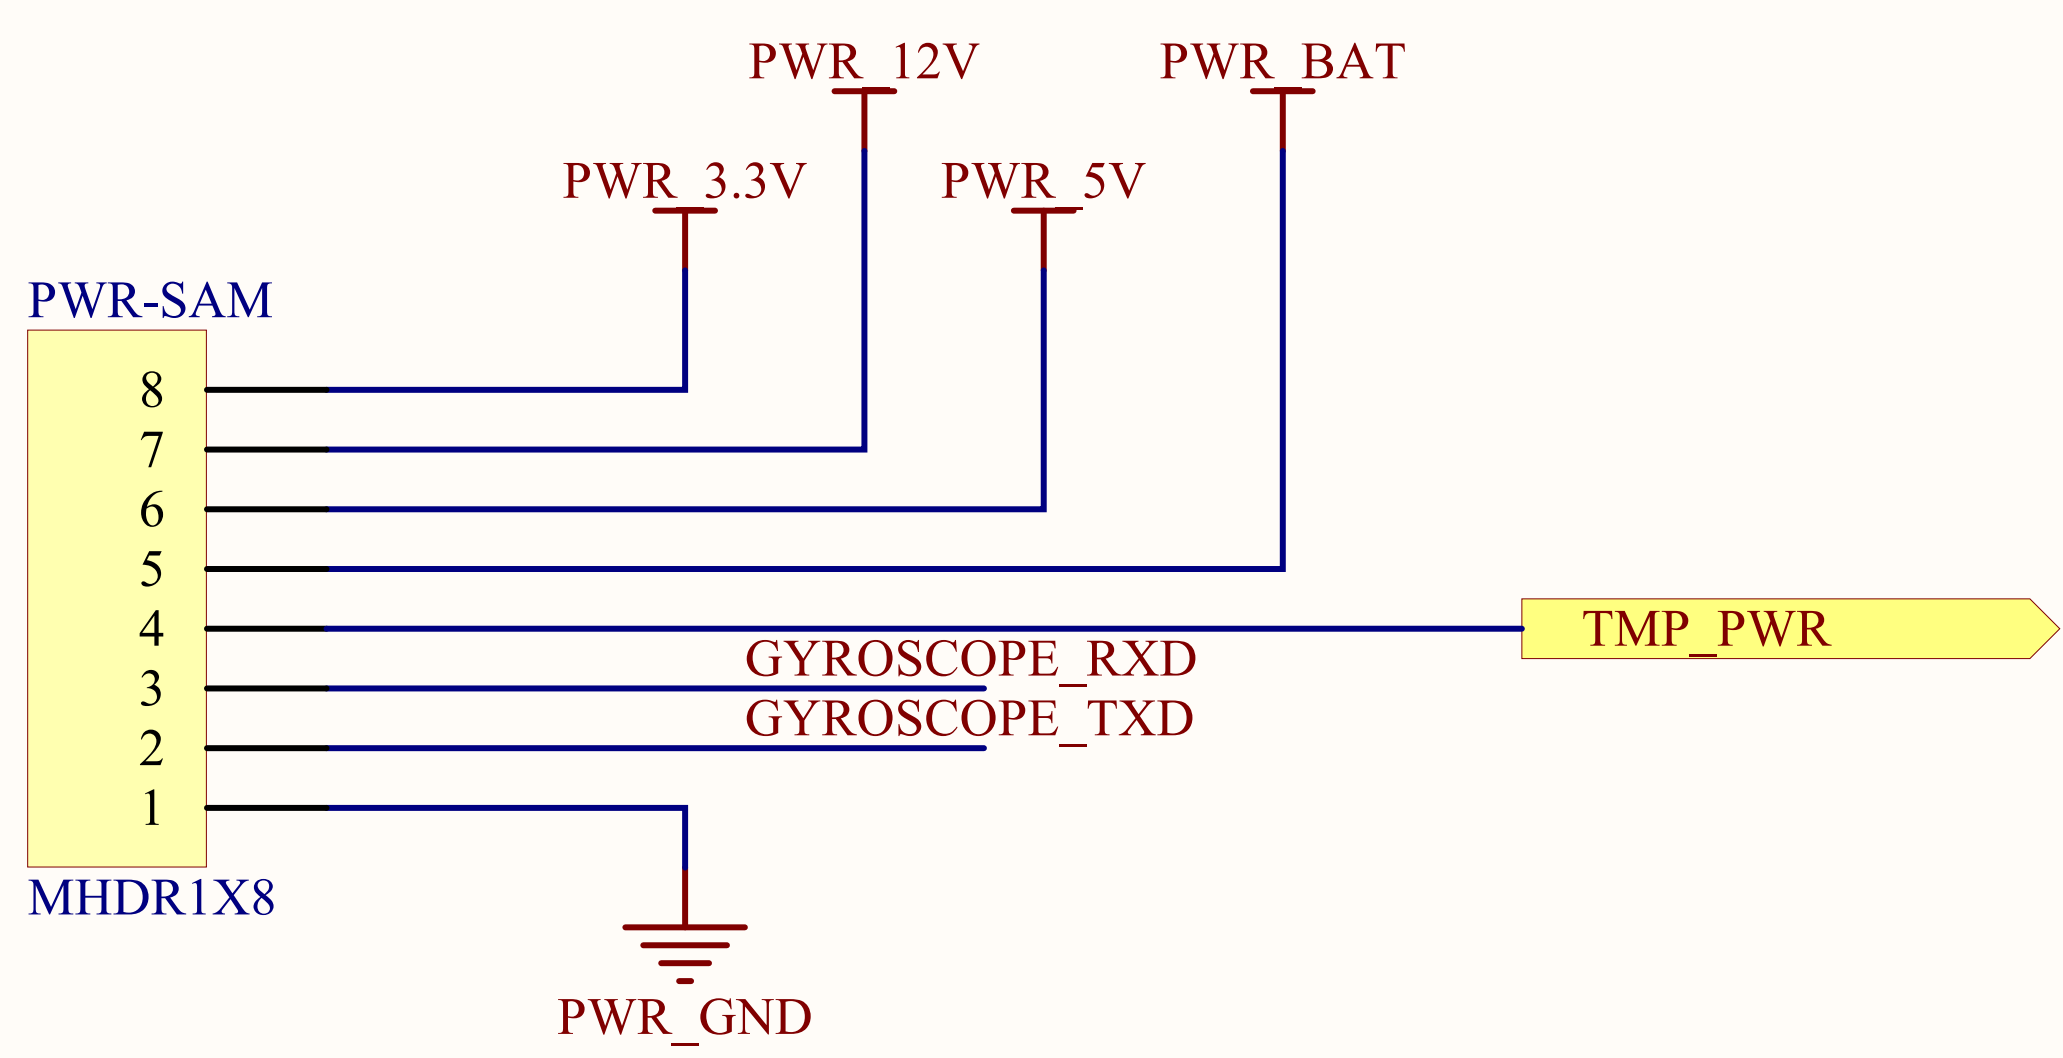 PWR_12V
PWR_BAT
PWR_3.3V
PWR_5V
PWR-SAM
8
7
6
5
4
TMP_PWR
GYROSCOPE_RXD
3
GYROSCOPE_TXD
2
1
MHDR1X8
PWR_GND